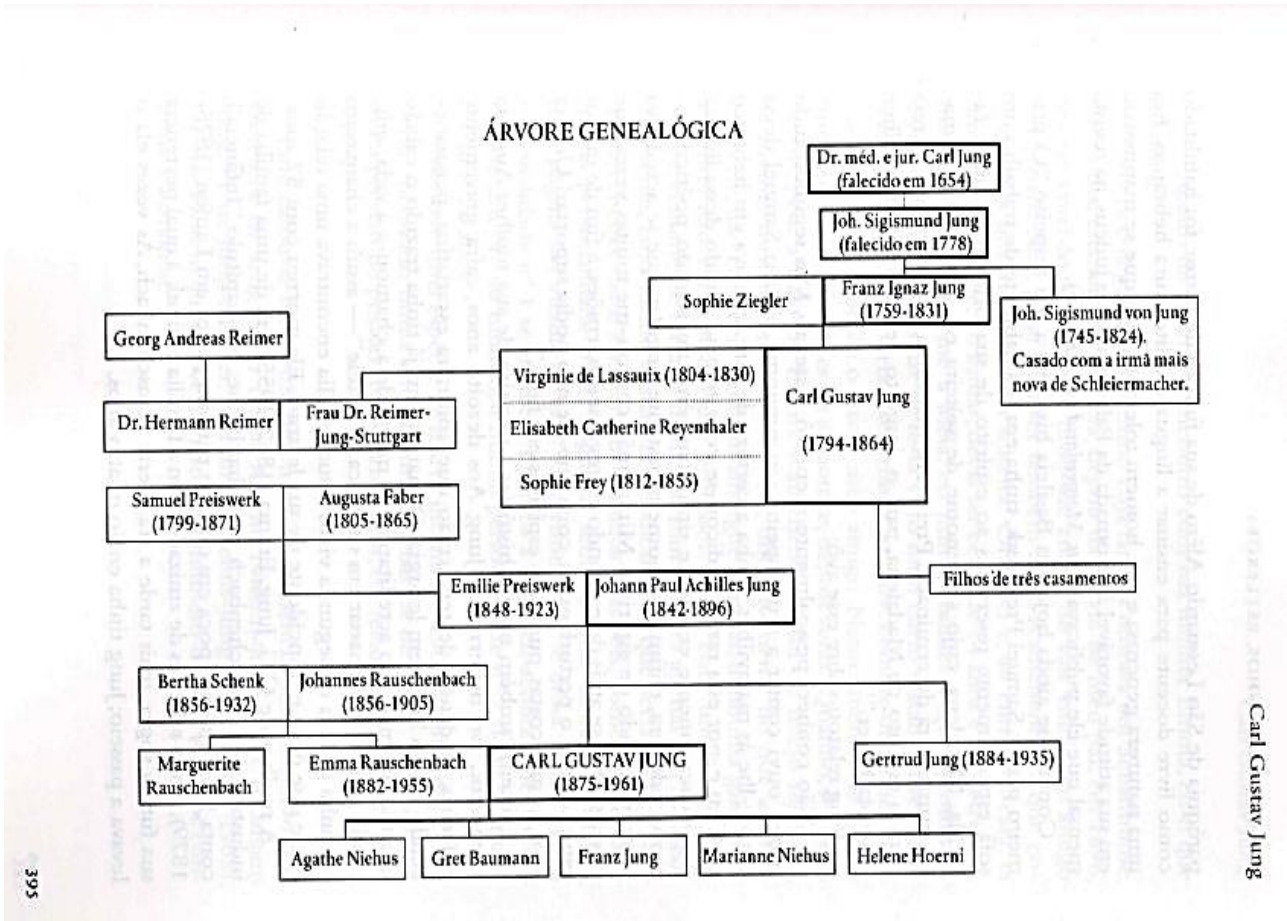 ÁRVORE GENEALÓGICA
Dr. méd. e jur. Carl Jung
(falecido em 1654)
Joh. Sigismund Jung
(falecido em 1778)
Sophie Ziegler
Franz Ignaz Jung
(1759-1831)
Joh. Sigismund von Jung
(1745-1824).
Casado com a irmã mais
nova de Schleiermacher.
Georg Andreas Reimer
Dr. Hermann Reimer
Frau Dr. Reimer-
Jung-Stuttgart
Virginie de Lassauix (1804-1830)
Elisabeth Catherine Reyenthaler
Sophie Frey (1812-1855)
Carl Gustav Jung
(1794-1864)
Samuel Preiswerk
(1799-1871)
Augusta Faber
(1805-1865)
Filhos de três casamentos
Emilie Preiswerk
(1848-1923)
Johann Paul Achilles Jung
(1842-1896)
Bertha Schenk
(1856-1932)
Johannes Rauschenbach
(1856-1905)
Marguerite
Rauschenbach
Emma Rauschenbach
(1882-1955)
CARL GUSTAV JUNG
(1875-1961)
Gertrud Jung (1884-1935)
Agathe Niehus
Gret Baumann
Franz Jung
Marianne Niehus
Helene Hoerni
Carl Gustav Jung
395